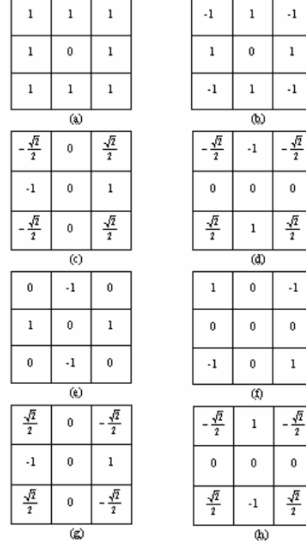 1 1 1 -1 1 -1
1 0 1 1 0 1
1 1 1 -1 1 -1
(a) (b)
-√2/2 0 √2/2 -√2/2 -1 -√2/2
-1 0 1 0 0 0
-√2/2 0 √2/2 √2/2 1 √2/2
(c) (d)
0 -1 0 1 0 -1
1 0 1 0 0 0
0 -1 0 -1 0 1
(e) (f)
√2/2 0 -√2/2 -√2/2 1 -√2/2
-1 0 1 0 0 0
√2/2 0 -√2/2 √2/2 -1 √2/2
(g) (h)